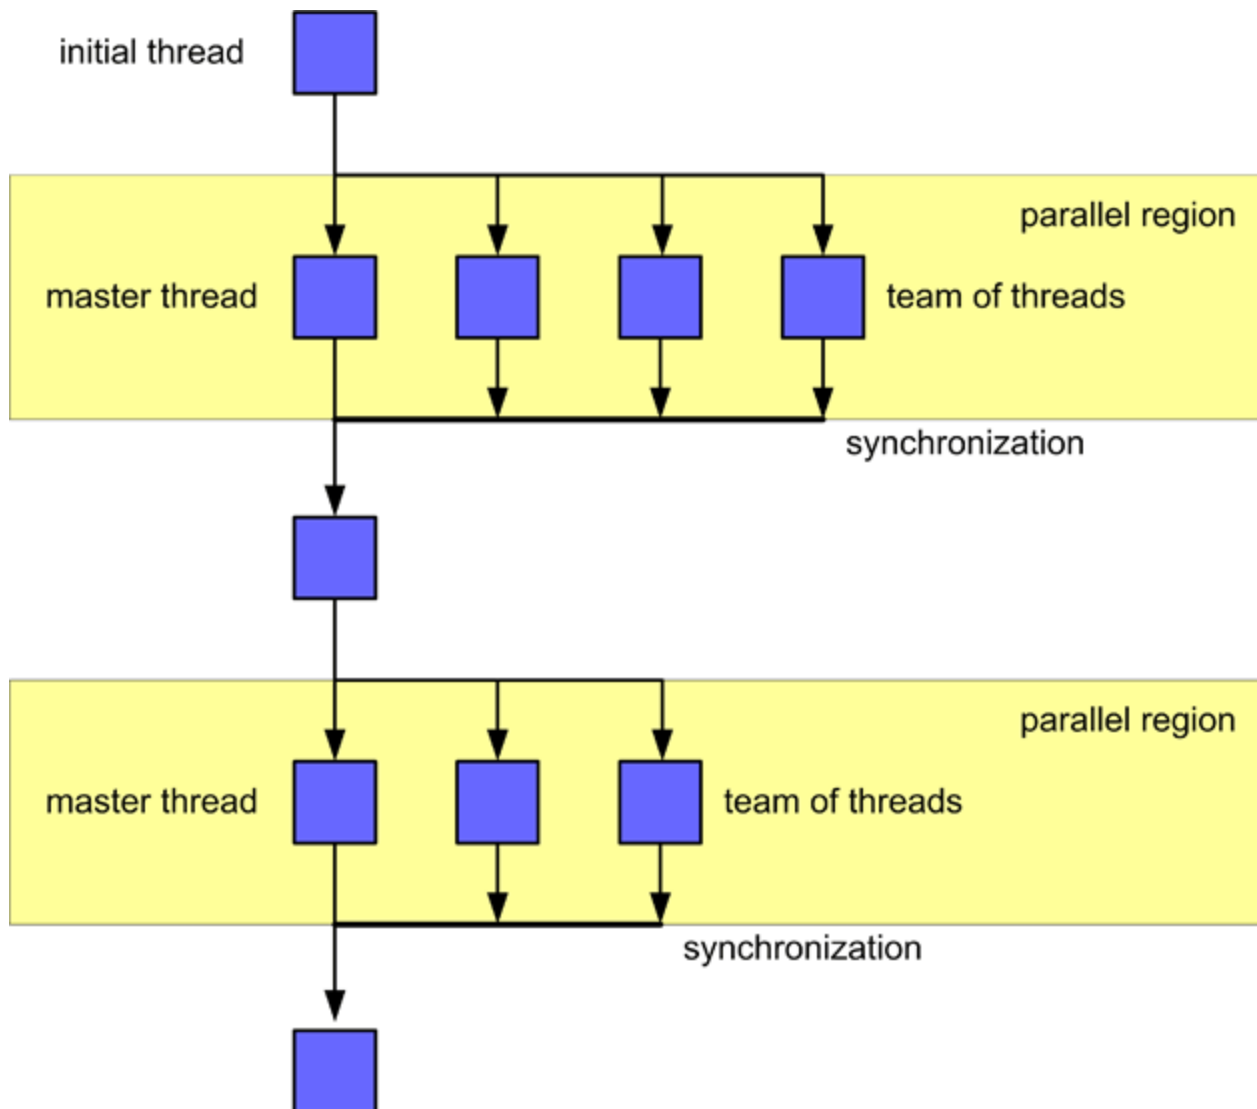 initial thread
parallel region
master thread
team of threads
synchronization
parallel region
master thread
team of threads
synchronization